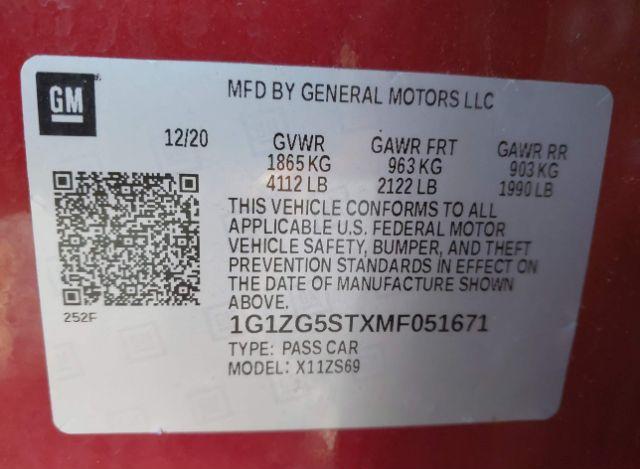 GM
MFD BY GENERAL MOTORS LLC
12/20 GVWR GAWR FRT GAWR RR
1865 KG 963 KG 903 KG
4112 LB 2122 LB 1990 LB
THIS VEHICLE CONFORMS TO ALL
APPLICABLE U.S. FEDERAL MOTOR
VEHICLE SAFETY, BUMPER, AND THEFT
PREVENTION STANDARDS IN EFFECT ON
THE DATE OF MANUFACTURE SHOWN
ABOVE.
252F
1G1ZG5STXMF051671
TYPE: PASS CAR
MODEL: X11ZS69